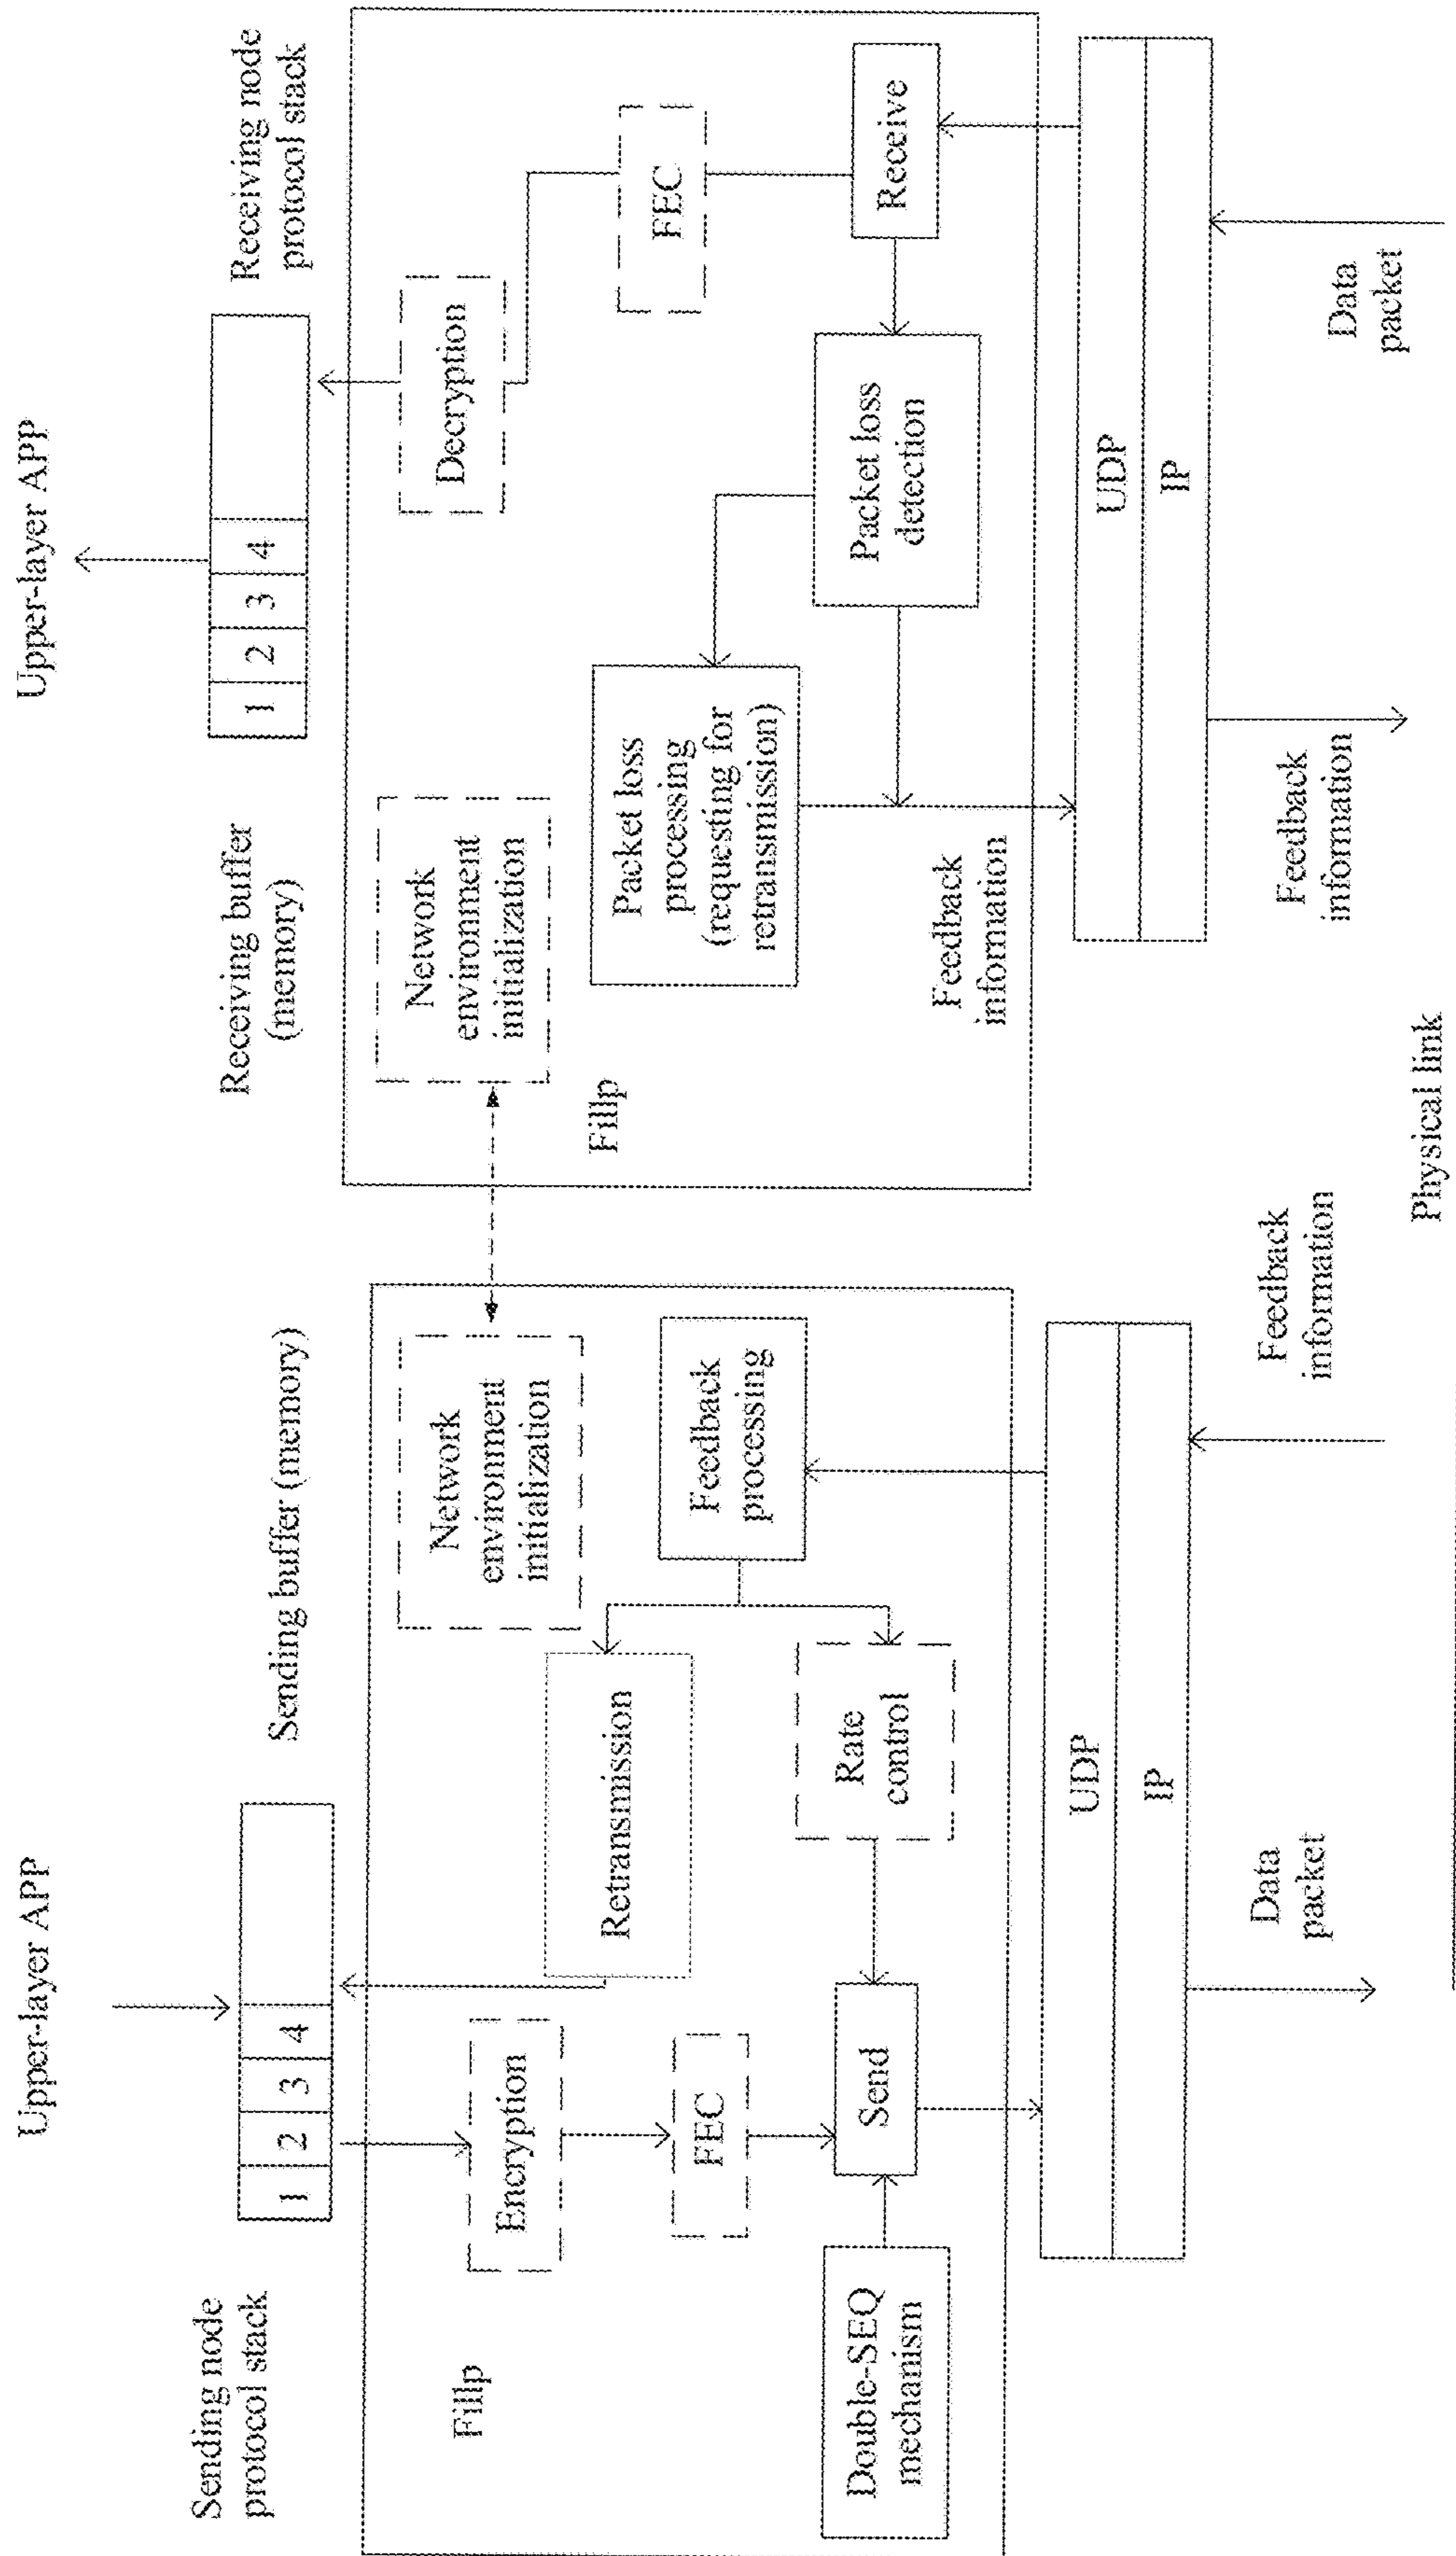 Upper-layer APP
Upper-layer APP
Sending node
protocol stack
1 2 3 4
Sending buffer (memory)
Receiving buffer
(memory)
1 2 3 4
Receiving node
protocol stack
Fillp
Encryption
FEC
Send
Double-SEQ
mechanism
Retransmission
Rate
control
Network
environment
initialization
Feedback
processing
UDP
IP
Data
packet
Feedback
information
Physical link
Fillp
Network
environment
initialization
Packet loss
processing
(requesting for
retransmission)
Feedback
information
Packet loss
detection
Decryption
FEC
Receive
UDP
IP
Feedback
information
Data
packet